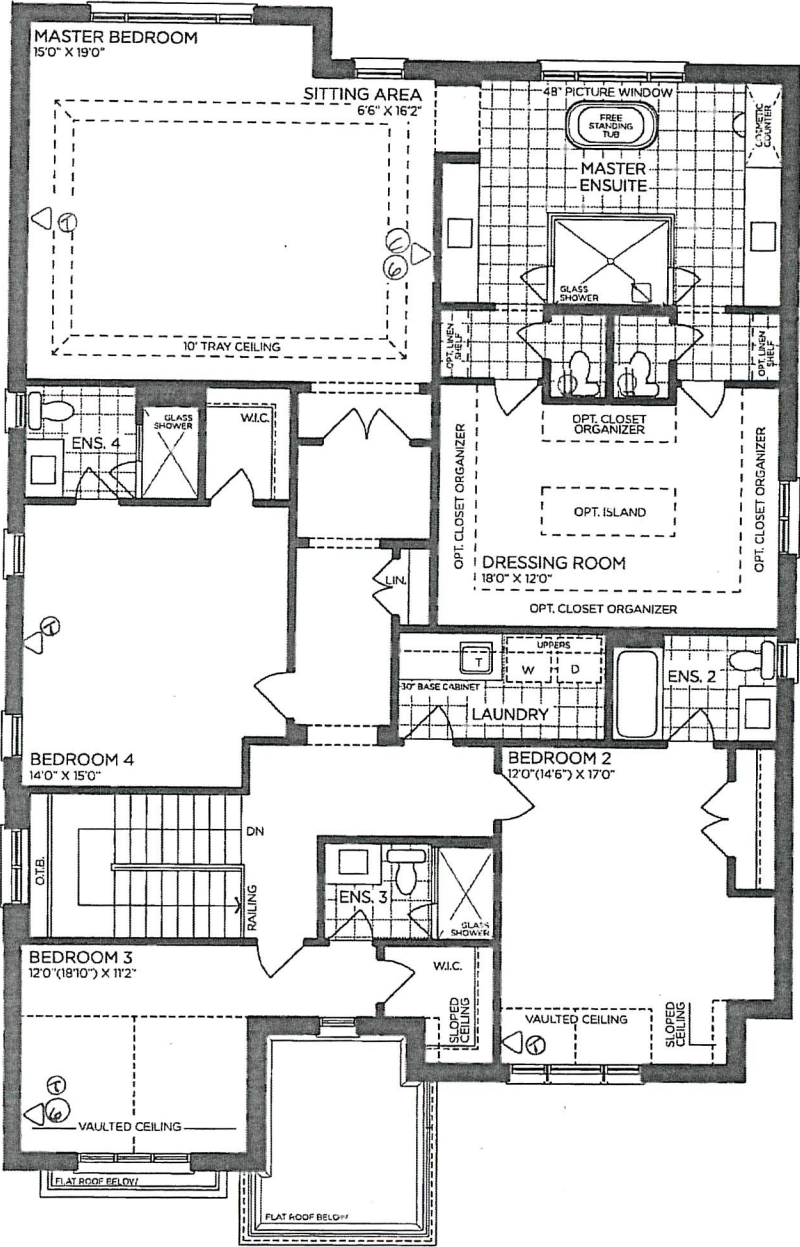 MASTER BEDROOM
15'0" X 19'0"
SITTING AREA
6'6" X 16'2"
48" PICTURE WINDOW
FREE
STANDING
TUB
COSMETIC
COUNTER
MASTER
ENSUITE
GLASS
SHOWER
10' TRAY CEILING
T
6
OPT. LINEN
SHELF
OPT. LINEN
SHELF
ENS. 4
GLASS
SHOWER
W.I.C.
OPT. CLOSET
ORGANIZER
OPT. CLOSET ORGANIZER
OPT. ISLAND
OPT. CLOSET ORGANIZER
DRESSING ROOM
18'0" X 12'0"
OPT. CLOSET ORGANIZER
LIN.
T
UPPERS
T
W
D
30" BASE CABINET
LAUNDRY
ENS. 2
BEDROOM 4
14'0" X 15'0"
BEDROOM 2
12'0"(14'6") X 17'0"
DN
O.T.B.
RAILING
ENS. 3
GLASS
SHOWER
BEDROOM 3
12'0"(18'10") X 11'2"
W.I.C.
SLOPED
CEILING
VAULTED CEILING
SLOPED
CEILING
T
T
6
VAULTED CEILING
FLAT ROOF BELOW
FLAT ROOF BELOW